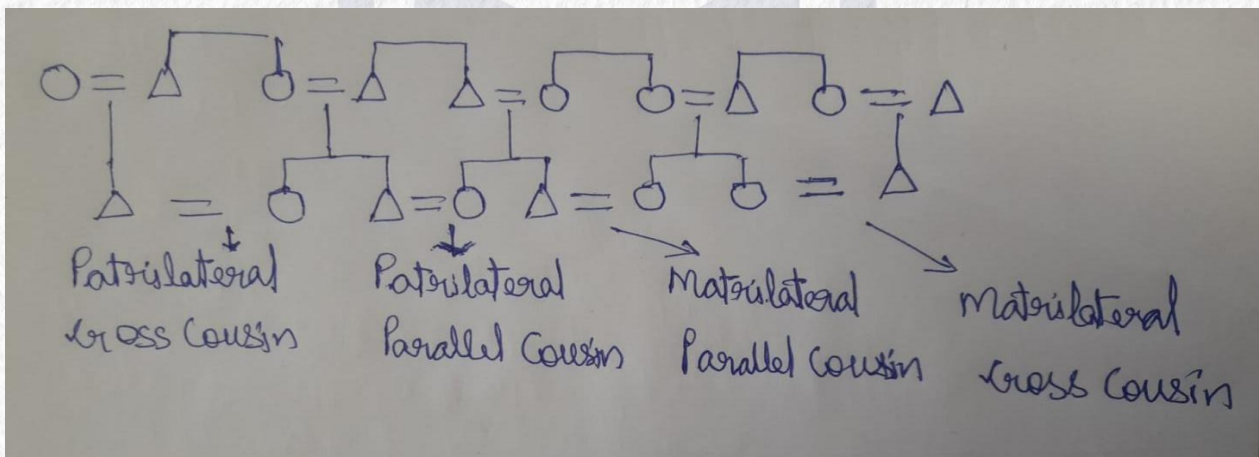 Patrilateral
Cross Cousin
Patrilateral
Parallel Cousin
Matrilateral
Parallel Cousin
Matrilateral
Cross Cousin